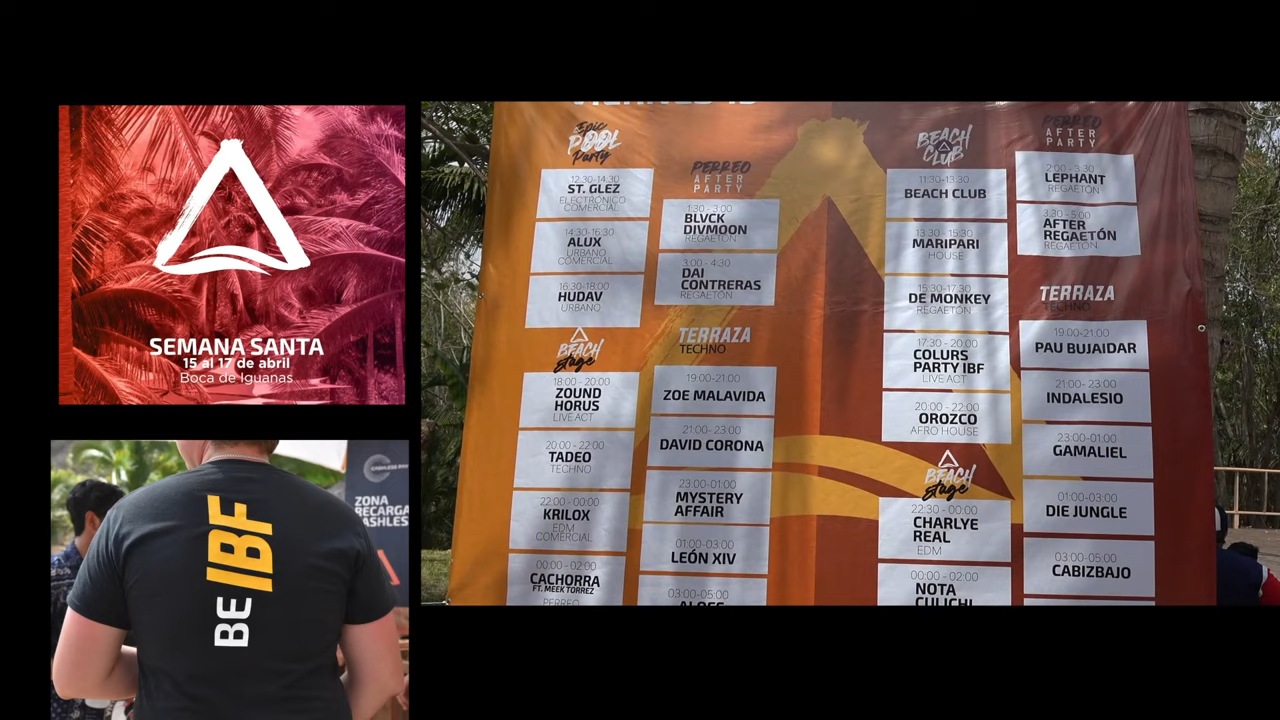 SEMANA SANTA
15 al 17 de abril
Boca de Iguanas
BE IBF
CASHLESS
ZONA
RECARGA
CASHLESS
Epic
POOL
Party
12:30-14:30
ST. GLEZ
ELECTRÓNICO
COMERCIAL
14:30-16:30
ALUX
URBANO
COMERCIAL
16:30-18:00
HUDAV
URBANO
BEACH
stage
18:00 - 20:00
ZOUND
HORUS
LIVE ACT
20:00 - 22:00
TADEO
TECHNO
22:00 - 00:00
KRILOX
EDM
COMERCIAL
00:00 - 02:00
CACHORRA
FT. MEEK TORREZ
PERREO
PERREO
AFTER
PARTY
1:30 - 3:00
BLVCK
DIVMOON
REGAETÓN
3:00 - 4:30
DAI
CONTRERAS
REGAETÓN
TERRAZA
TECHNO
19:00-21:00
ZOE MALAVIDA
21:00- 23:00
DAVID CORONA
23:00-01:00
MYSTERY
AFFAIR
01:00-03:00
LEÓN XIV
03:00-05:00
BEACH
CLUB
11:30-13:30
BEACH CLUB
13:30 - 15:30
MARIPARI
HOUSE
15:30-17:30
DE MONKEY
REGAETÓN
17:30 - 20:00
COLURS
PARTY IBF
LIVE ACT
20:00 - 22:00
OROZCO
AFRO HOUSE
BEACH
stage
22:30 - 00:00
CHARLYE
REAL
EDM
00:00 - 02:00
NOTA
CULICHI
PERREO
AFTER
PARTY
2:00 - 3:30
LEPHANT
REGAETÓN
3:30 - 5:00
AFTER
REGAETÓN
REGAETÓN
TERRAZA
TECHNO
19:00-21:00
PAU BUJAIDAR
21:00- 23:00
INDALESIO
23:00-01:00
GAMALIEL
01:00-03:00
DIE JUNGLE
03:00-05:00
CABIZBAJO